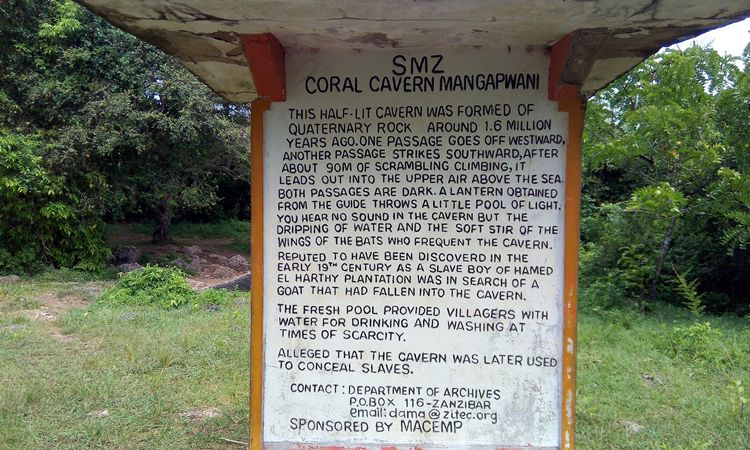 SMZ
CORAL CAVERN MANGAPWANI
THIS HALF-LIT CAVERN WAS FORMED OF
QUATERNARY ROCK AROUND 1.6 MILLION
YEARS AGO. ONE PASSAGE GOES OFF WESTWARD,
ANOTHER PASSAGE STRIKES SOUTHWARD, AFTER
ABOUT 90M OF SCRAMBLING CLIMBING, IT
LEADS OUT INTO THE UPPER AIR ABOVE THE SEA.
BOTH PASSAGES ARE DARK. A LANTERN OBTAINED
FROM THE GUIDE THROWS A LITTLE POOL OF LIGHT.
YOU HEAR NO SOUND IN THE CAVERN BUT THE
DRIPPING OF WATER AND THE SOFT STIR OF THE
WINGS OF THE BATS WHO FREQUENT THE CAVERN.
REPUTED TO HAVE BEEN DISCOVERD IN THE
EARLY 19TH CENTURY AS A SLAVE BOY OF HAMED
EL HARTHY PLANTATION WAS IN SEARCH OF A
GOAT THAT HAD FALLEN INTO THE CAVERN.
THE FRESH POOL PROVIDED VILLAGERS WITH
WATER FOR DRINKING AND WASHING AT
TIMES OF SCARCITY.
ALLEGED THAT THE CAVERN WAS LATER USED
TO CONCEAL SLAVES.
CONTACT : DEPARTMENT OF ARCHIVES
P.O.BOX 116-ZANZIBAR
email: dama@zitec.org
SPONSORED BY MACEMP